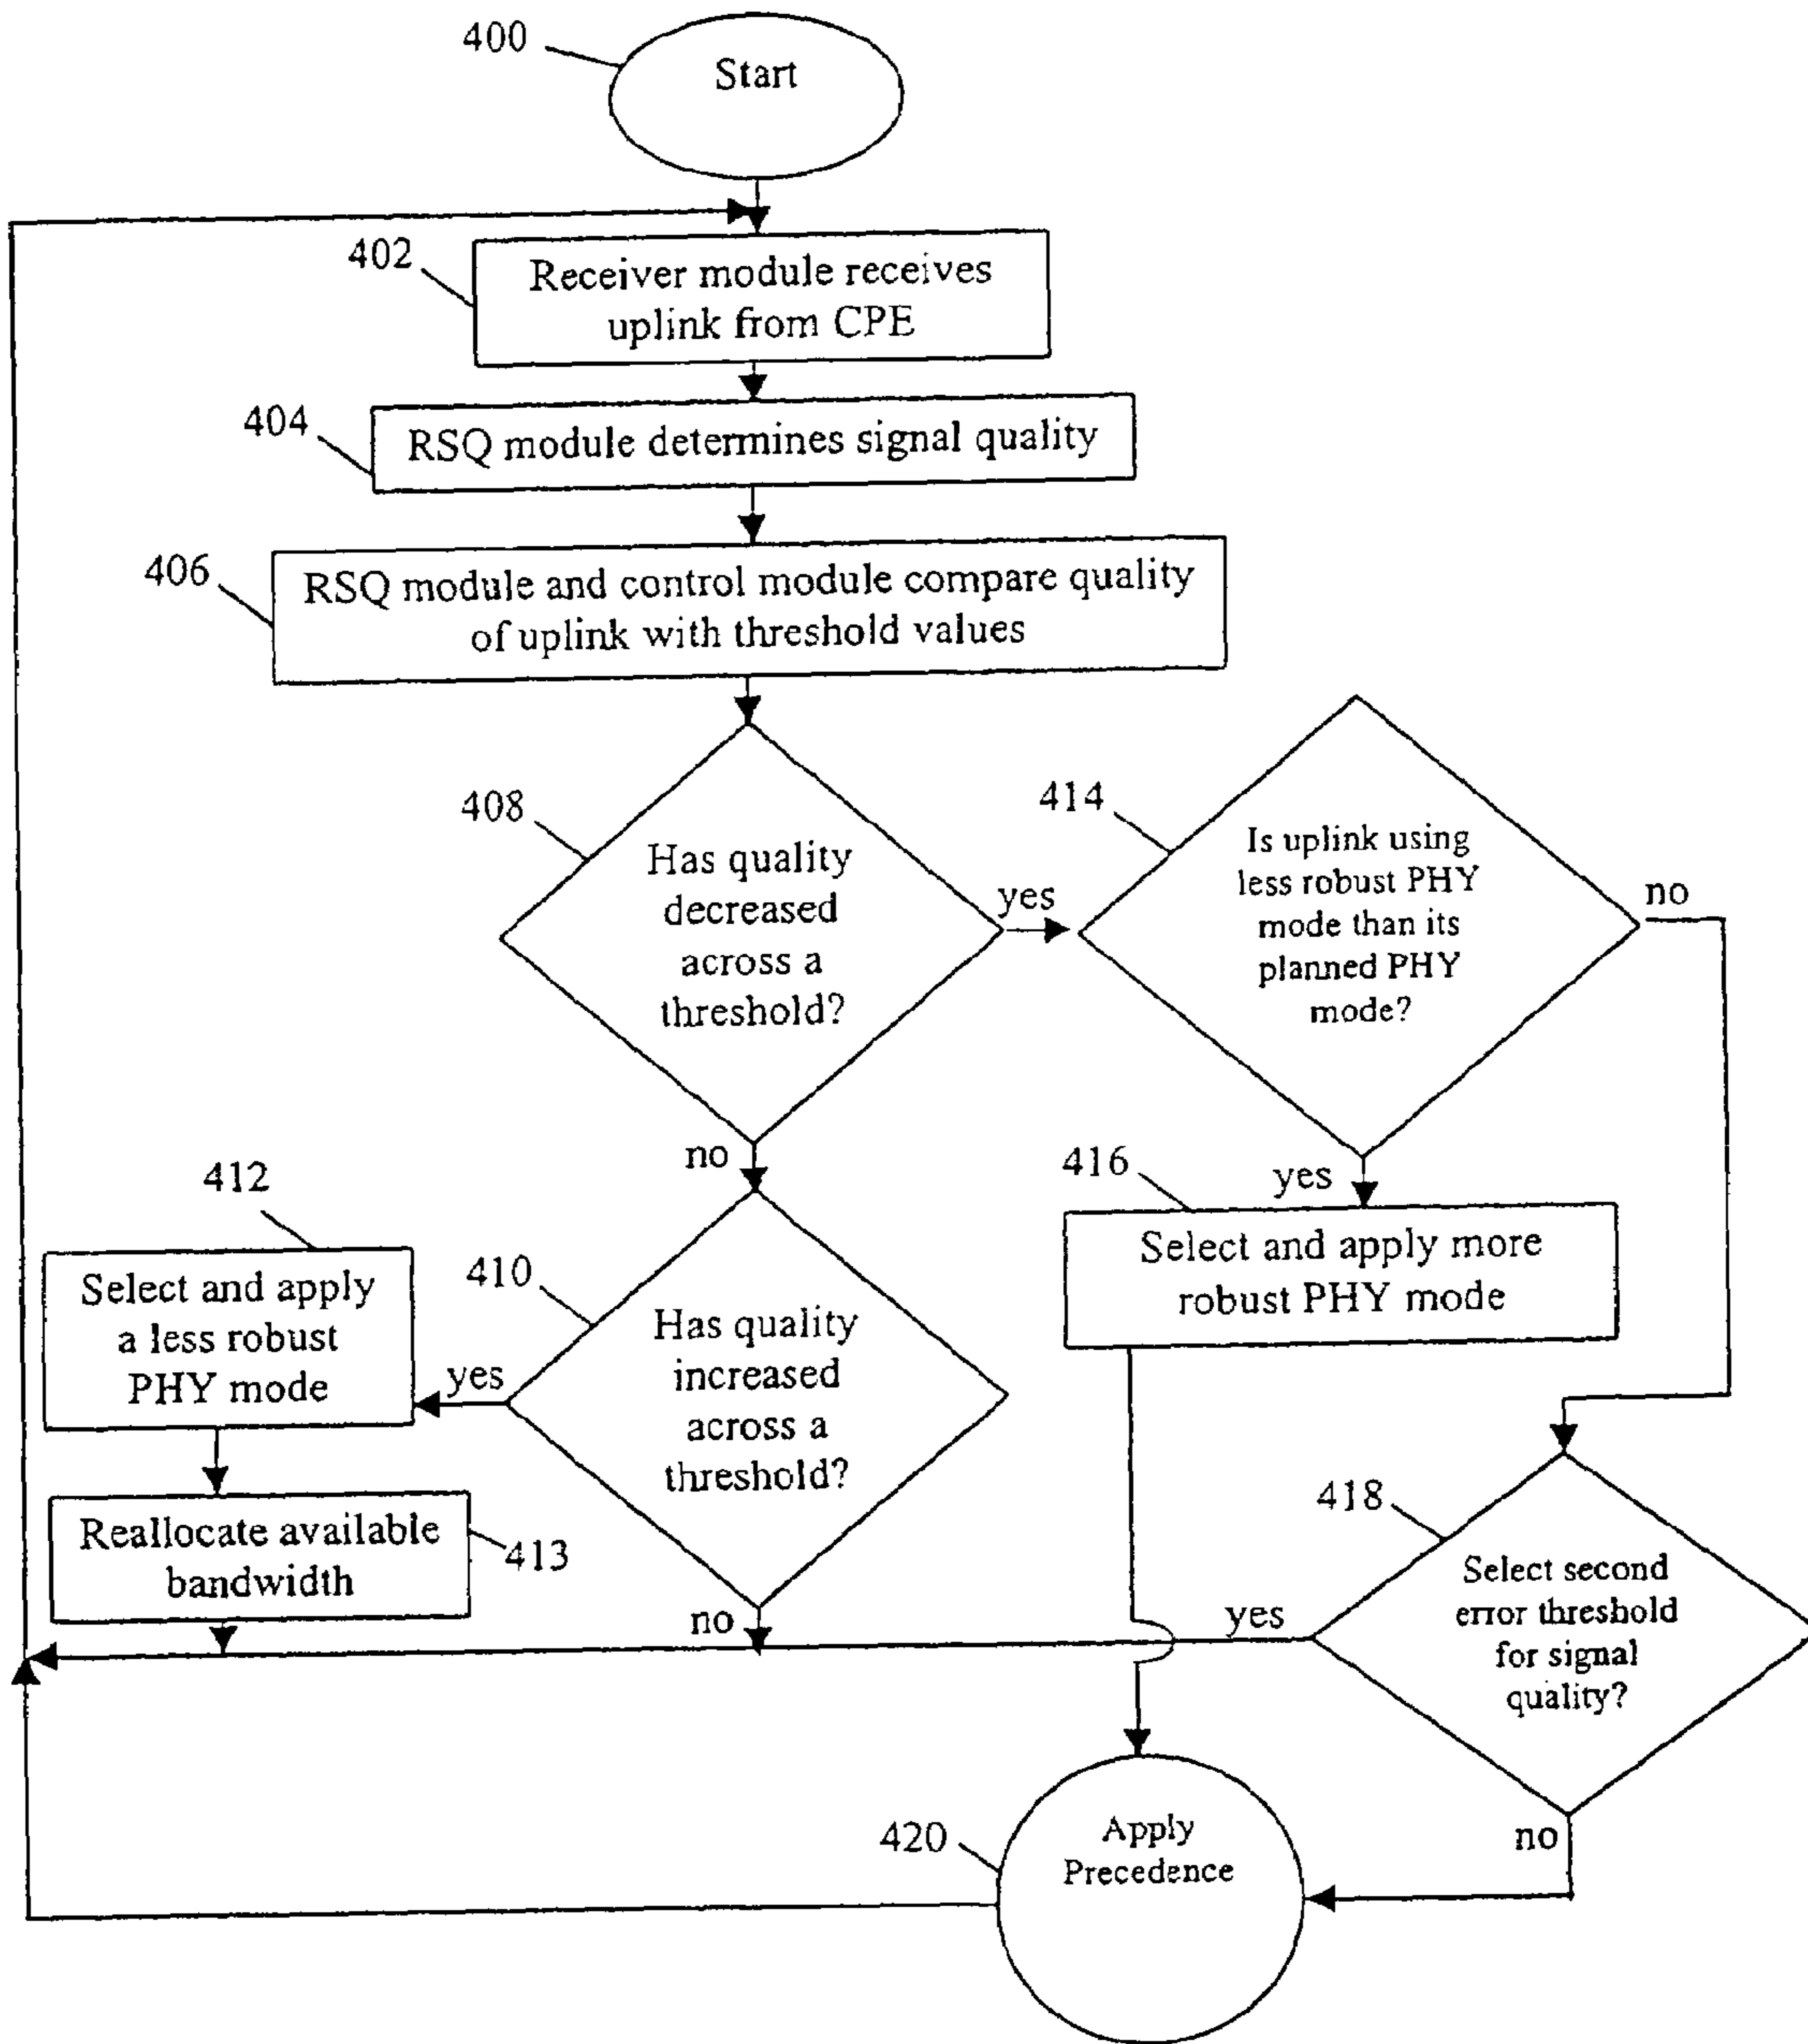 400
Start
402
Receiver module receives
uplink from CPE
404
RSQ module determines signal quality
406
RSQ module and control module compare quality
of uplink with threshold values
408
Has quality
decreased
across a
threshold?
yes
no
414
Is uplink using
less robust PHY
mode than its
planned PHY
mode?
no
yes
412
Select and apply
a less robust
PHY mode
410
Has quality
increased
across a
threshold?
yes
no
416
Select and apply more
robust PHY mode
Reallocate available
bandwidth
413
418
Select second
error threshold
for signal
quality?
yes
no
420
Apply
Precedence